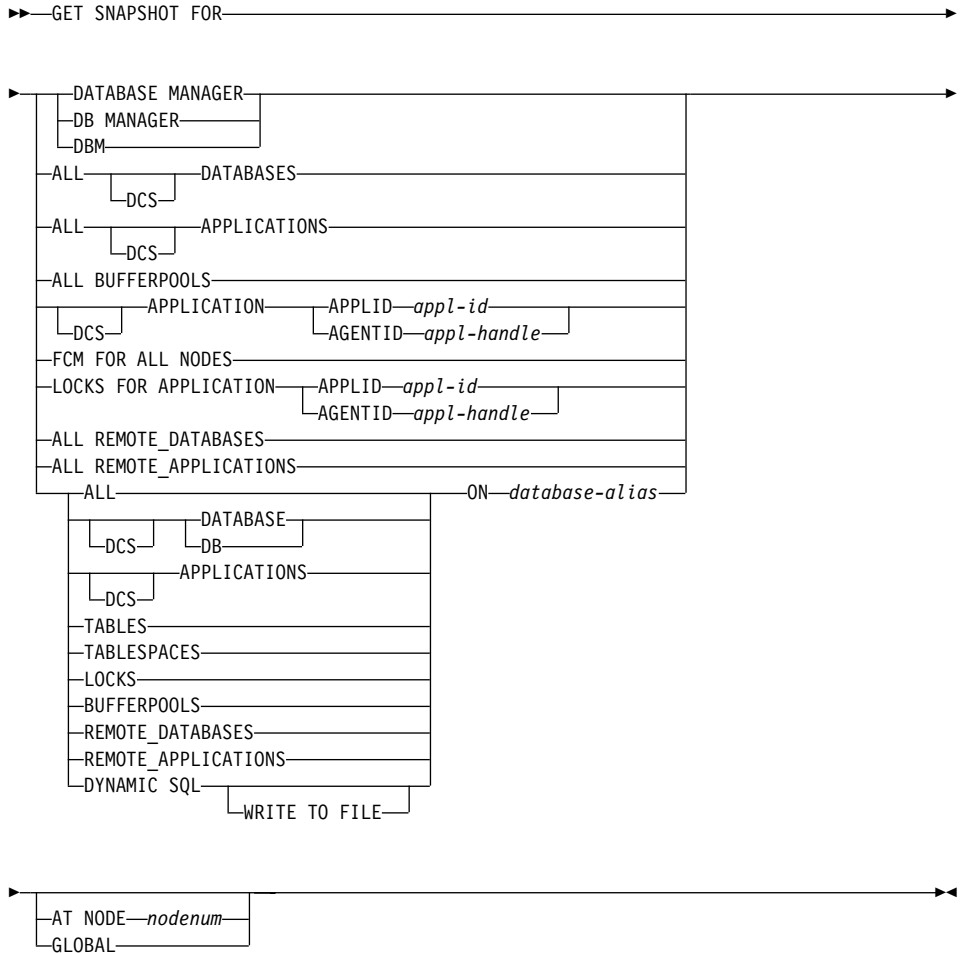 GET SNAPSHOT FOR
DATABASE MANAGER
DB MANAGER
DBM
ALL DATABASES
DCS
ALL APPLICATIONS
DCS
ALL BUFFERPOOLS
APPLICATION APPLID appl-id
DCS AGENTID appl-handle
FCM FOR ALL NODES
LOCKS FOR APPLICATION APPLID appl-id
AGENTID appl-handle
ALL REMOTE_DATABASES
ALL REMOTE_APPLICATIONS
ALL ON database-alias
DATABASE
DCS DB
APPLICATIONS
DCS
TABLES
TABLESPACES
LOCKS
BUFFERPOOLS
REMOTE_DATABASES
REMOTE_APPLICATIONS
DYNAMIC SQL
WRITE TO FILE
AT NODE nodenum
GLOBAL